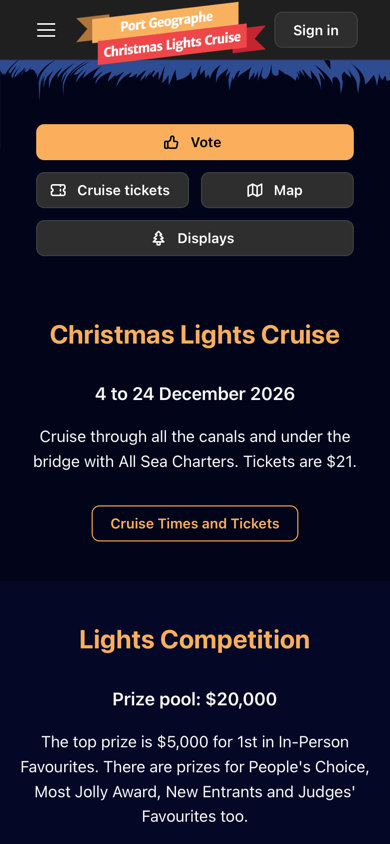 Port Geographe
Christmas Lights Cruise
Sign in
Vote
Cruise tickets
Map
Displays
Christmas Lights Cruise
4 to 24 December 2026
Cruise through all the canals and under the
bridge with All Sea Charters. Tickets are $21.
Cruise Times and Tickets
Lights Competition
Prize pool: $20,000
The top prize is $5,000 for 1st in In-Person
Favourites. There are prizes for People's Choice,
Most Jolly Award, New Entrants and Judges'
Favourites too.